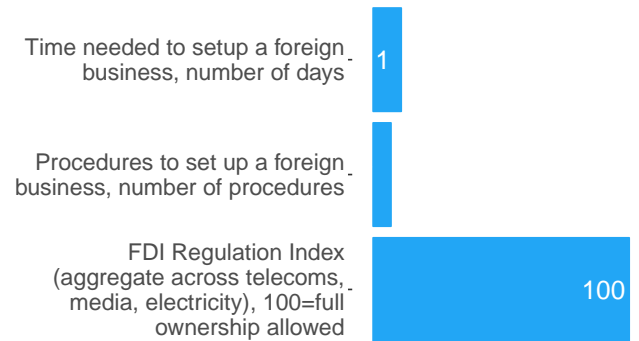 Time needed to setup a foreign
business, number of days
1
Procedures to set up a foreign
business, number of procedures
FDI Regulation Index
(aggregate across telecoms,
media, electricity), 100=full
ownership allowed
100